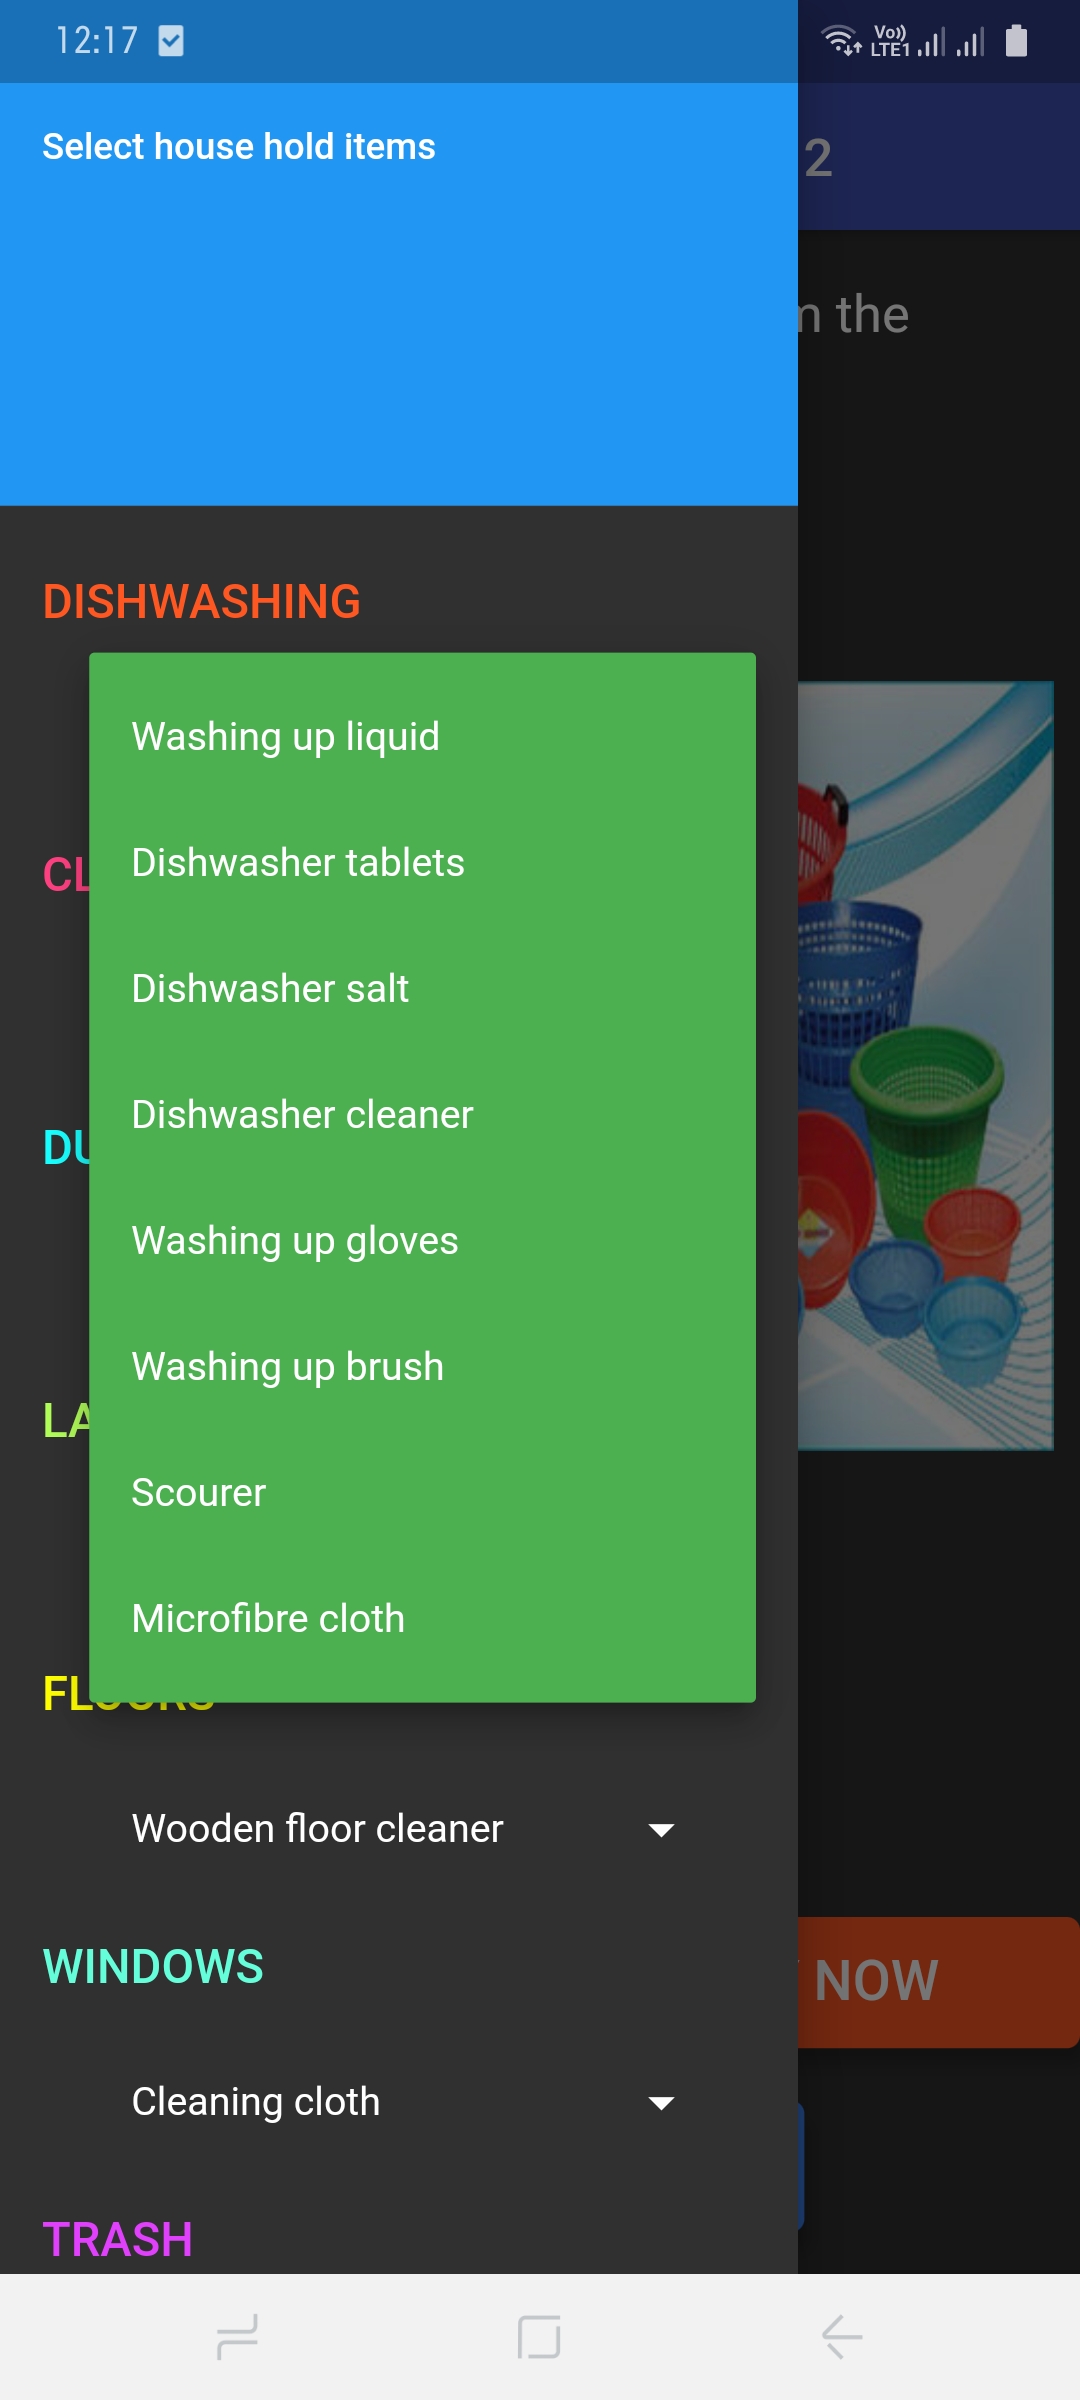 12:17
Vo))
LTE1
Select house hold items
2
the
DISHWASHING
Washing up liquid
Dishwasher tablets
CL
Dishwasher salt
Dishwasher cleaner
DU
Washing up gloves
Washing up brush
LA
Scourer
Microfibre cloth
FLOORS
Wooden floor cleaner
WINDOWS
NOW
Cleaning cloth
TRASH